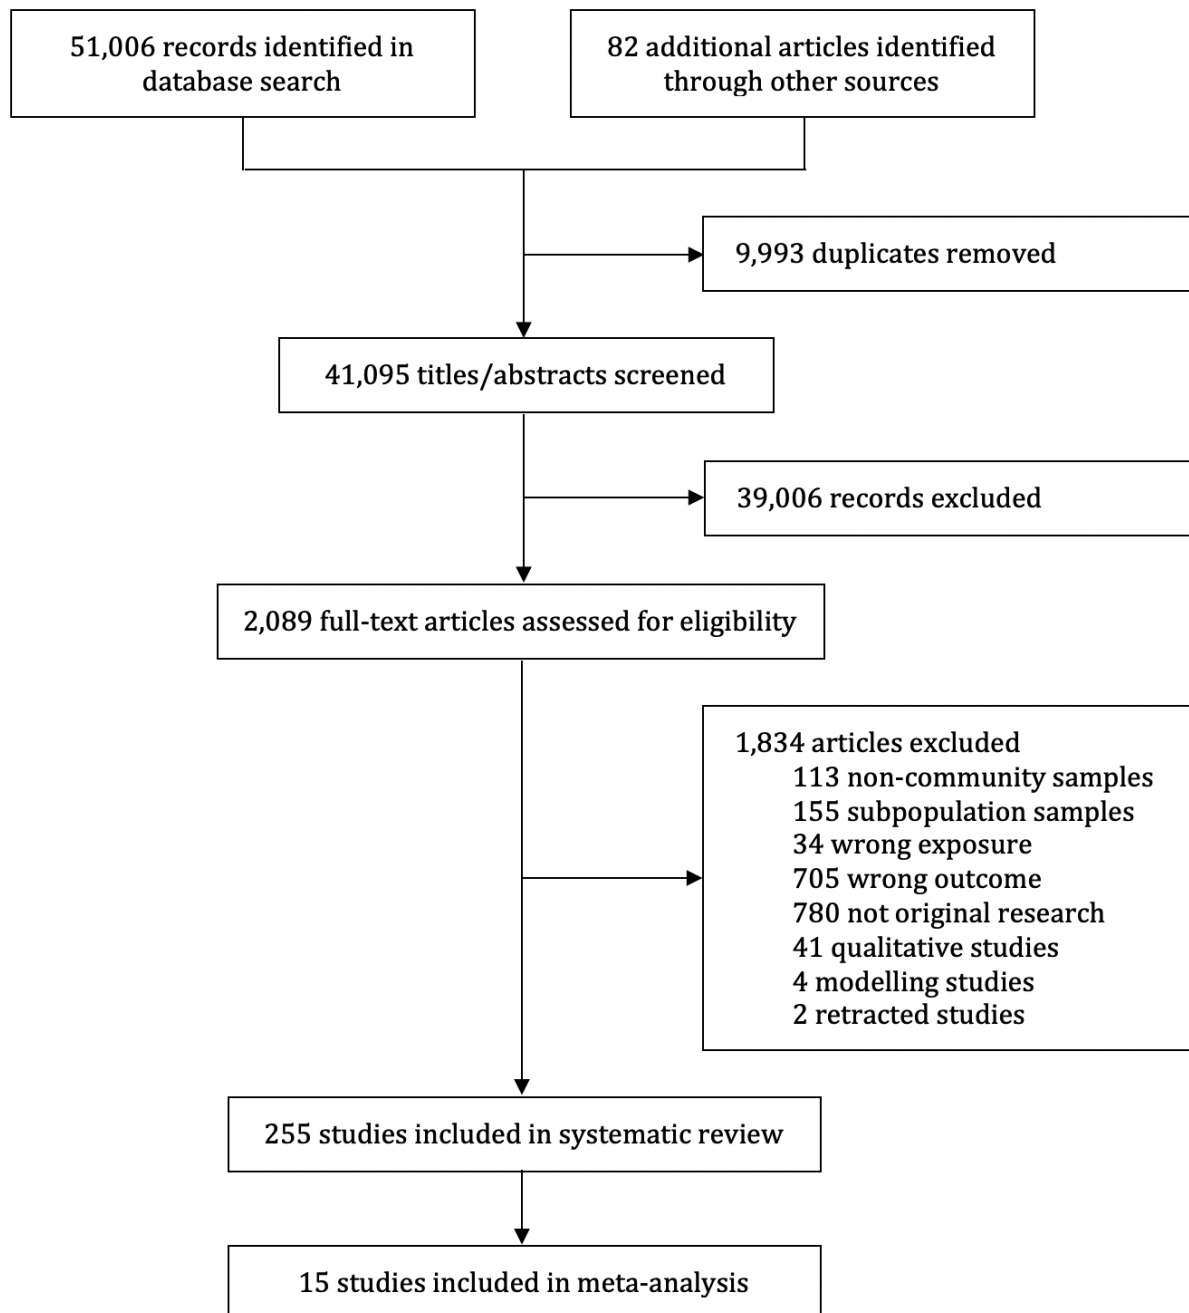 51,006 records identified in
database search
82 additional articles identified
through other sources
9,993 duplicates removed
41,095 titles/abstracts screened
39,006 records excluded
2,089 full-text articles assessed for eligibility
1,834 articles excluded
113 non-community samples
155 subpopulation samples
34 wrong exposure
705 wrong outcome
780 not original research
41 qualitative studies
4 modelling studies
2 retracted studies
255 studies included in systematic review
15 studies included in meta-analysis